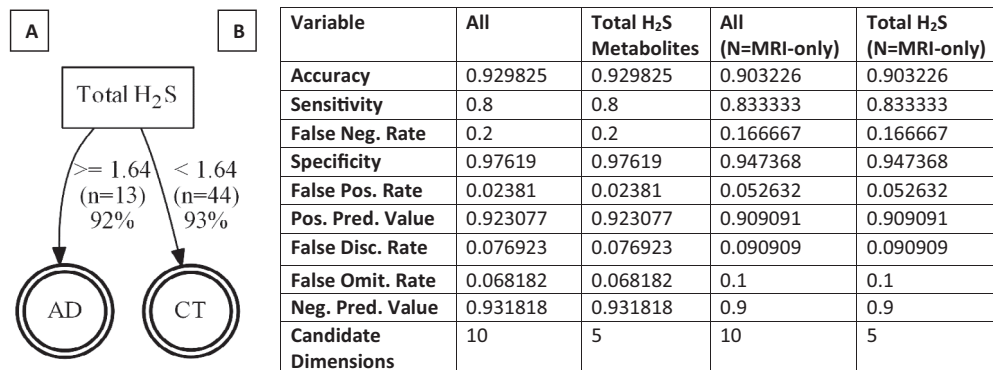 A
B
Total H₂S
>= 1.64 < 1.64
(n=13) (n=44)
92% 93%
AD CT
Variable All Total H₂S Metabolites All (N=MRI-only) Total H₂S (N=MRI-only)
Accuracy 0.929825 0.929825 0.903226 0.903226
Sensitivity 0.8 0.8 0.833333 0.833333
False Neg. Rate 0.2 0.2 0.166667 0.166667
Specificity 0.97619 0.97619 0.947368 0.947368
False Pos. Rate 0.02381 0.02381 0.052632 0.052632
Pos. Pred. Value 0.923077 0.923077 0.909091 0.909091
False Disc. Rate 0.076923 0.076923 0.090909 0.090909
False Omit. Rate 0.068182 0.068182 0.1 0.1
Neg. Pred. Value 0.931818 0.931818 0.9 0.9
Candidate Dimensions 10 5 10 5